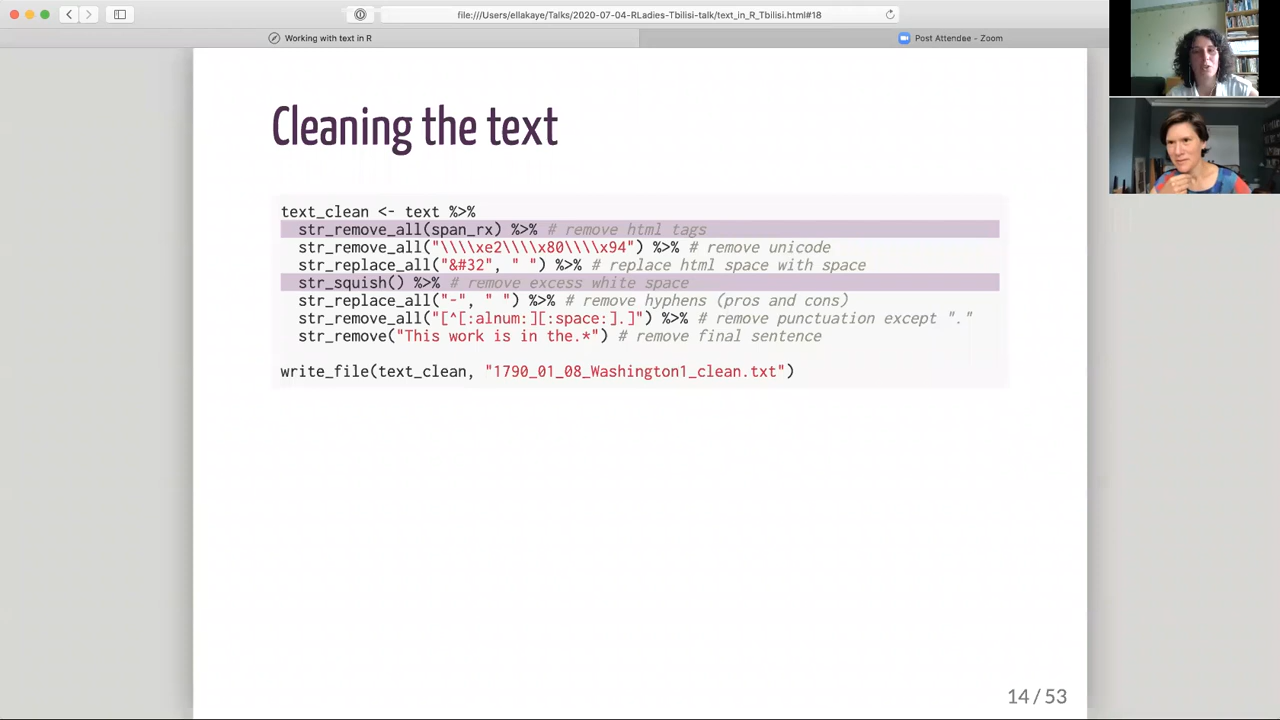 file:///Users/ellakaye/Talks/2020-07-04-RLadies-Tbilisi-talk/text_in_R_Tbilisi.html#18
Working with text in R
Post Attendee - Zoom
Cleaning the text
text_clean <- text %>%
str_remove_all(span_rx) %>% # remove html tags
str_remove_all("\\\\xe2\\\\x80\\\\x94") %>% # remove unicode
str_replace_all("&#32", " ") %>% # replace html space with space
str_squish() %>% # remove excess white space
str_replace_all("-", " ") %>% # remove hyphens (pros and cons)
str_remove_all("[^[:alnum:][:space:].]") %>% # remove punctuation except "."
str_remove("This work is in the.*") # remove final sentence
write_file(text_clean, "1790_01_08_Washington1_clean.txt")
14 / 53